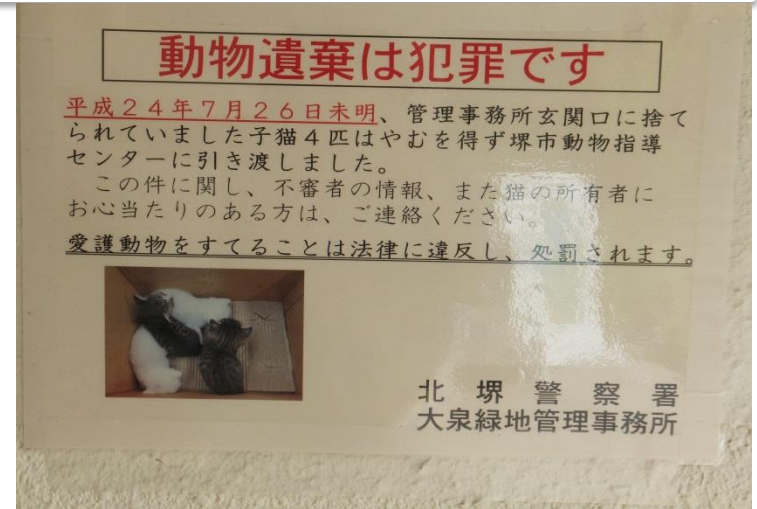 動物遺棄は犯罪です
平成２４年７月２６日未明、管理事務所玄関口に捨て
られていました子猫４匹はやむを得ず堺市動物指導
センターに引き渡しました。
　この件に関し、不審者の情報、また猫の所有者に
お心当たりのある方は、ご連絡ください。
愛護動物をすてることは法律に違反し、処罰されます。
北　堺　警　察　署
大泉緑地管理事務所